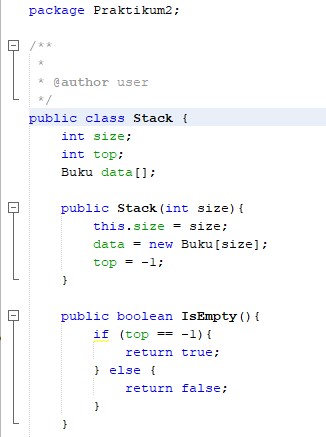 package Praktikum2;
/**
 *
 * @author user
 */
public class Stack {
    int size;
    int top;
    Buku data[];
    public Stack(int size){
        this.size = size;
        data = new Buku[size];
        top = -1;
    }
    public boolean IsEmpty(){
        if (top == -1){
            return true;
        } else {
            return false;
        }
    }